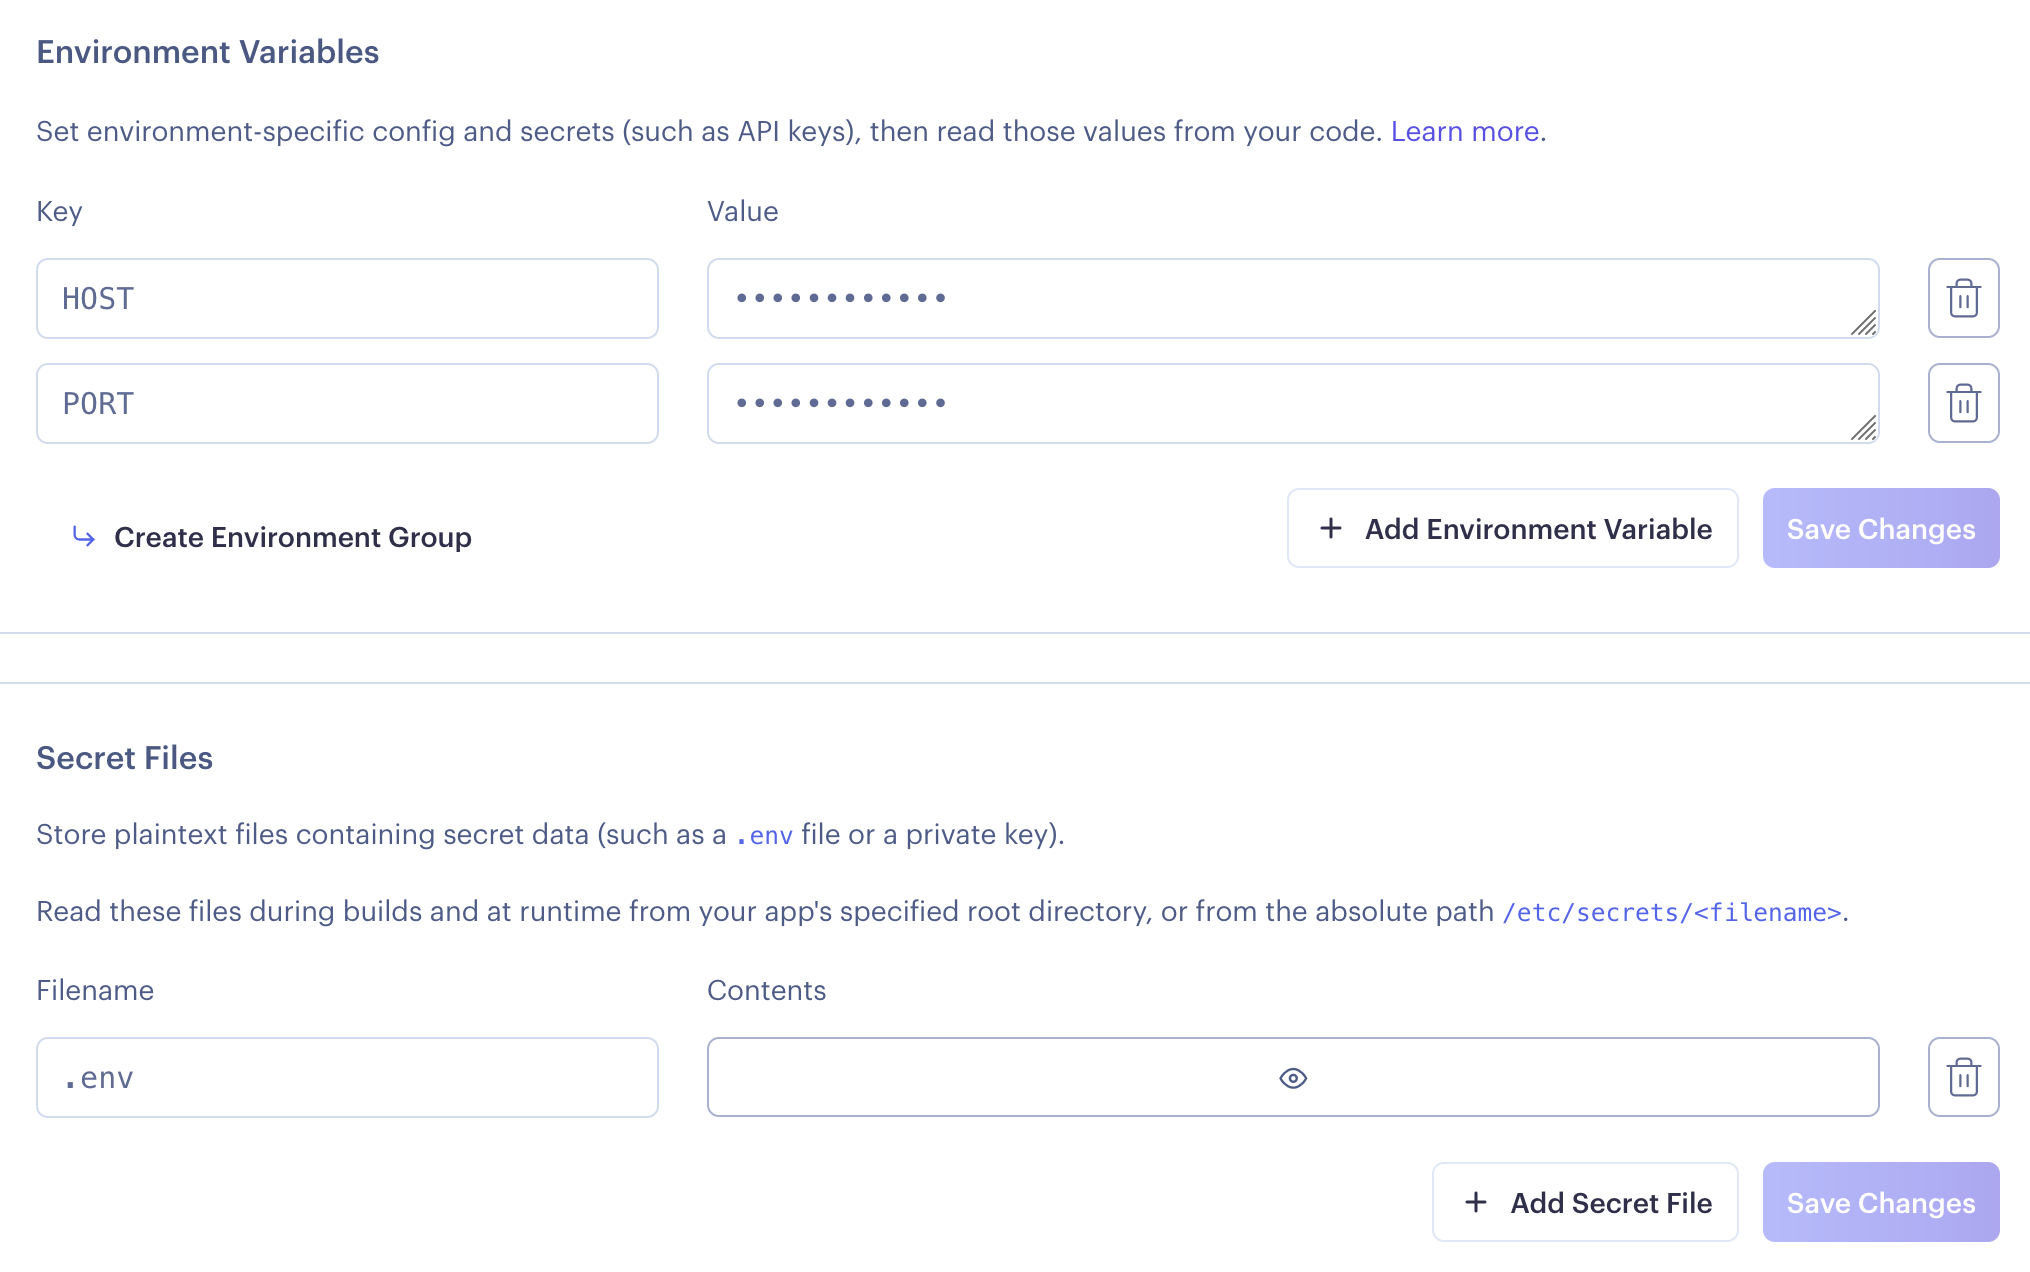 Environment Variables
Set environment-specific config and secrets (such as API keys), then read those values from your code. Learn more.
Key Value
HOST ••••••••••••
PORT ••••••••••••
Create Environment Group + Add Environment Variable Save Changes
Secret Files
Store plaintext files containing secret data (such as a .env file or a private key).
Read these files during builds and at runtime from your app's specified root directory, or from the absolute path /etc/secrets/<filename>.
Filename Contents
.env
+ Add Secret File Save Changes